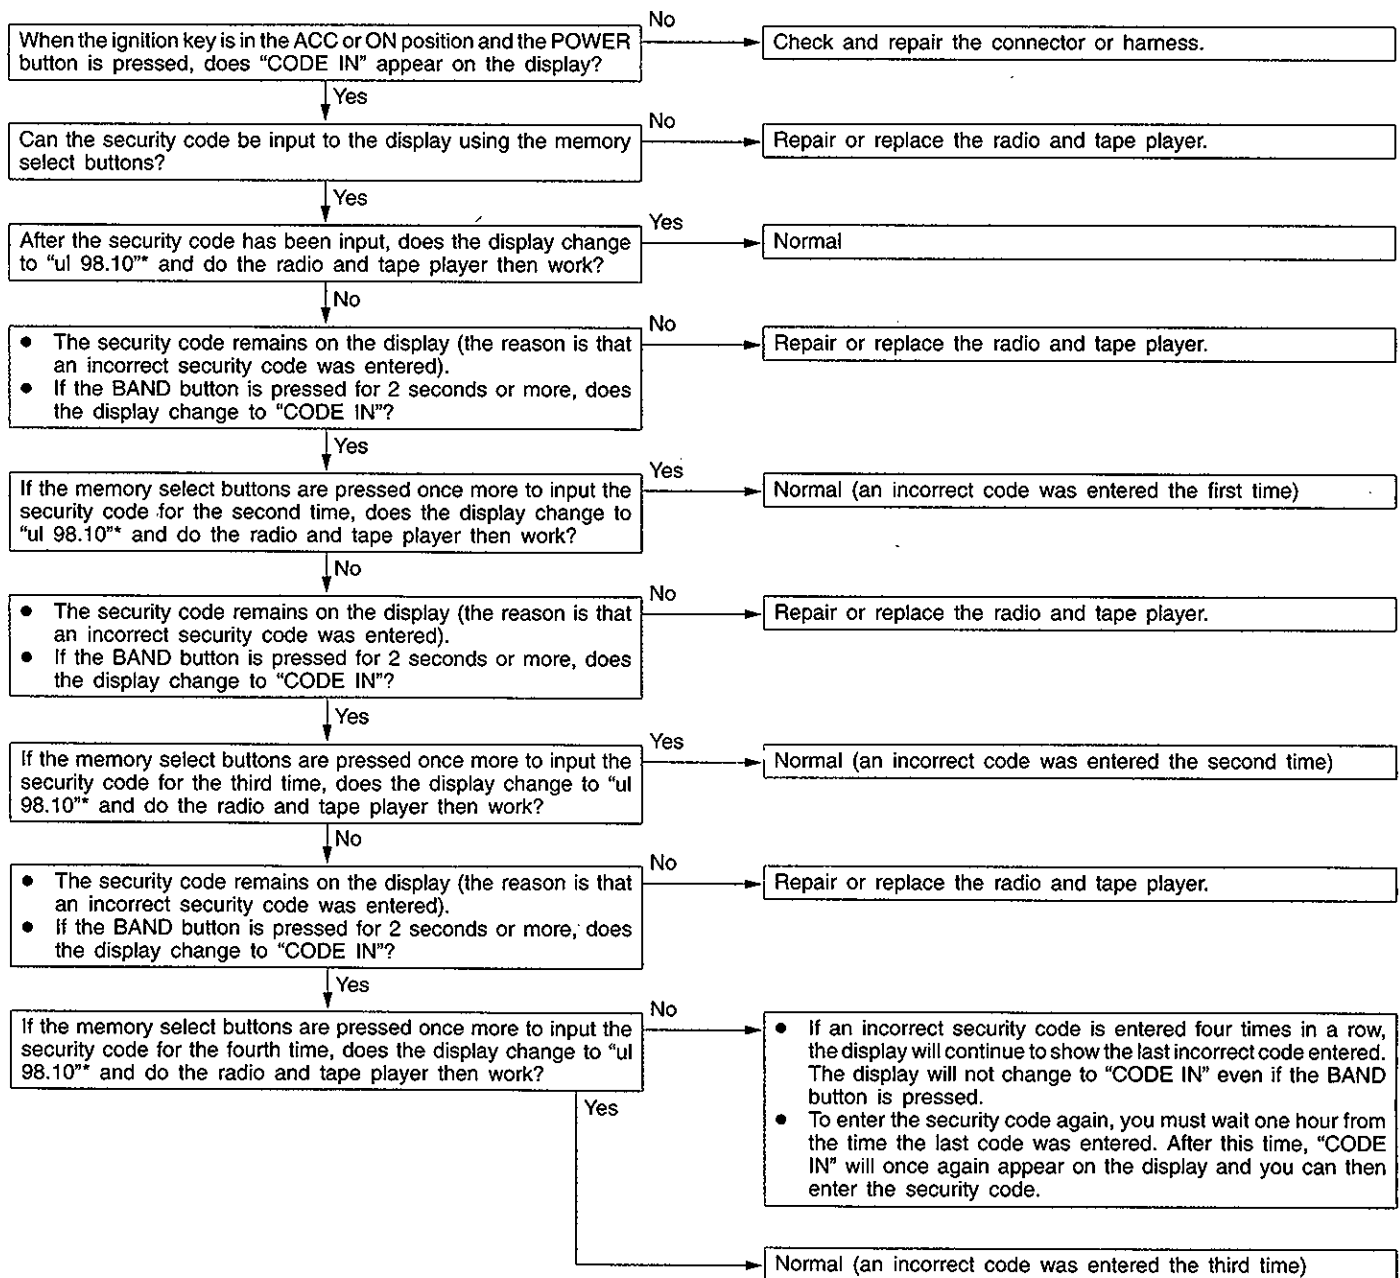 When the ignition key is in the ACC or ON position and the POWER
button is pressed, does “CODE IN” appear on the display?
No
Check and repair the connector or harness.
Yes
Can the security code be input to the display using the memory
select buttons?
No
Repair or replace the radio and tape player.
Yes
After the security code has been input, does the display change
to “ul 98.10”* and do the radio and tape player then work?
Yes
Normal
No
● The security code remains on the display (the reason is that
an incorrect security code was entered).
● If the BAND button is pressed for 2 seconds or more, does
the display change to “CODE IN”?
No
Repair or replace the radio and tape player.
Yes
If the memory select buttons are pressed once more to input the
security code for the second time, does the display change to
“ul 98.10”* and do the radio and tape player then work?
Yes
Normal (an incorrect code was entered the first time)
No
● The security code remains on the display (the reason is that
an incorrect security code was entered).
● If the BAND button is pressed for 2 seconds or more, does
the display change to “CODE IN”?
No
Repair or replace the radio and tape player.
Yes
If the memory select buttons are pressed once more to input the
security code for the third time, does the display change to “ul
98.10”* and do the radio and tape player then work?
Yes
Normal (an incorrect code was entered the second time)
No
● The security code remains on the display (the reason is that
an incorrect security code was entered).
● If the BAND button is pressed for 2 seconds or more, does
the display change to “CODE IN”?
No
Repair or replace the radio and tape player.
Yes
If the memory select buttons are pressed once more to input the
security code for the fourth time, does the display change to “ul
98.10”* and do the radio and tape player then work?
No
● If an incorrect security code is entered four times in a row,
the display will continue to show the last incorrect code entered.
The display will not change to “CODE IN” even if the BAND
button is pressed.
● To enter the security code again, you must wait one hour from
the time the last code was entered. After this time, “CODE
IN” will once again appear on the display and you can then
enter the security code.
Yes
Normal (an incorrect code was entered the third time)